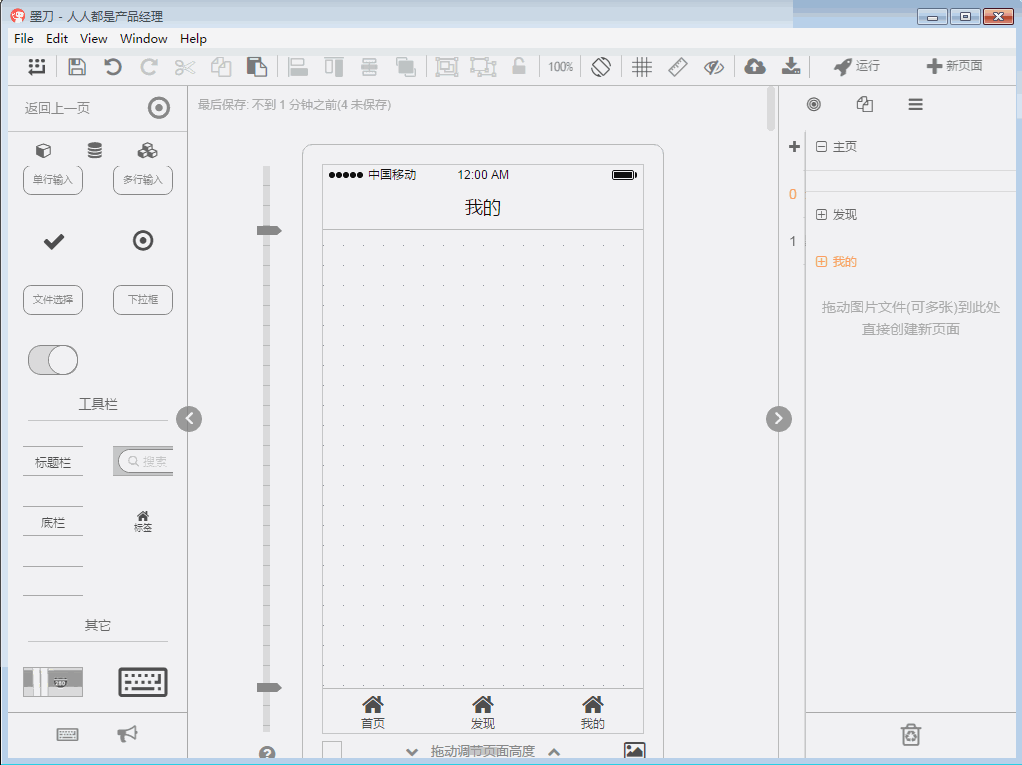 墨刀 - 人人都是产品经理
File Edit View Window Help
100% 运行 新页面
返回上一页
最后保存: 不到 1 分钟之前(4 未保存)
单行输入 多行输入
文件选择 下拉框
工具栏
标题栏 搜索
底栏 标签
其它
280
中国移动 12:00 AM
我的
首页 发现 我的
拖动调节页面高度
?
主页
0
发现
1
我的
拖动图片文件(可多张)到此处
直接创建新页面